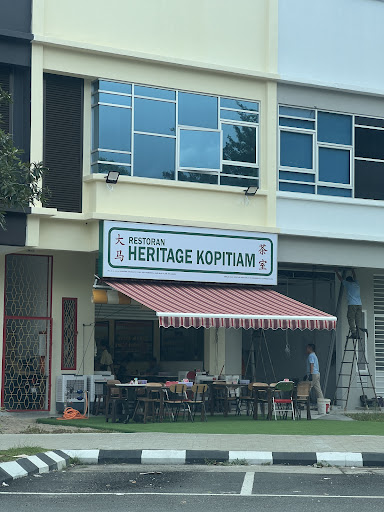 大马
RESTORAN
HERITAGE KOPITIAM
茶室